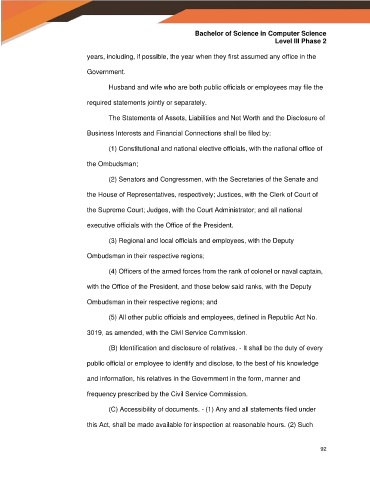 Bachelor of Science in Computer Science
Level III Phase 2
years, including, if possible, the year when they first assumed any office in the
Government.
Husband and wife who are both public officials or employees may file the
required statements jointly or separately.
The Statements of Assets, Liabilities and Net Worth and the Disclosure of
Business Interests and Financial Connections shall be filed by:
(1) Constitutional and national elective officials, with the national office of
the Ombudsman;
(2) Senators and Congressmen, with the Secretaries of the Senate and
the House of Representatives, respectively; Justices, with the Clerk of Court of
the Supreme Court; Judges, with the Court Administrator; and all national
executive officials with the Office of the President.
(3) Regional and local officials and employees, with the Deputy
Ombudsman in their respective regions;
(4) Officers of the armed forces from the rank of colonel or naval captain,
with the Office of the President, and those below said ranks, with the Deputy
Ombudsman in their respective regions; and
(5) All other public officials and employees, defined in Republic Act No.
3019, as amended, with the Civil Service Commission.
(B) Identification and disclosure of relatives. - It shall be the duty of every
public official or employee to identify and disclose, to the best of his knowledge
and information, his relatives in the Government in the form, manner and
frequency prescribed by the Civil Service Commission.
(C) Accessibility of documents. - (1) Any and all statements filed under
this Act, shall be made available for inspection at reasonable hours. (2) Such
92